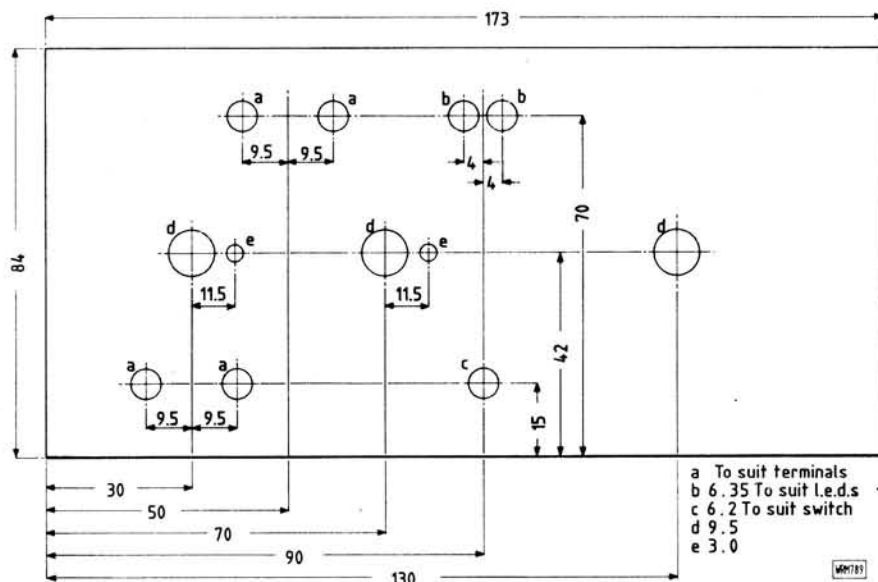 173
a a b b
9.5 9.5 4
4
70
d e d e d
84
11.5 11.5
42
a a c
9.5 9.5
15
30
50
70
90
130
a To suit terminals
b 6.35 To suit l.e.d.s
c 6.2 To suit switch
d 9.5
e 3.0
WRM789